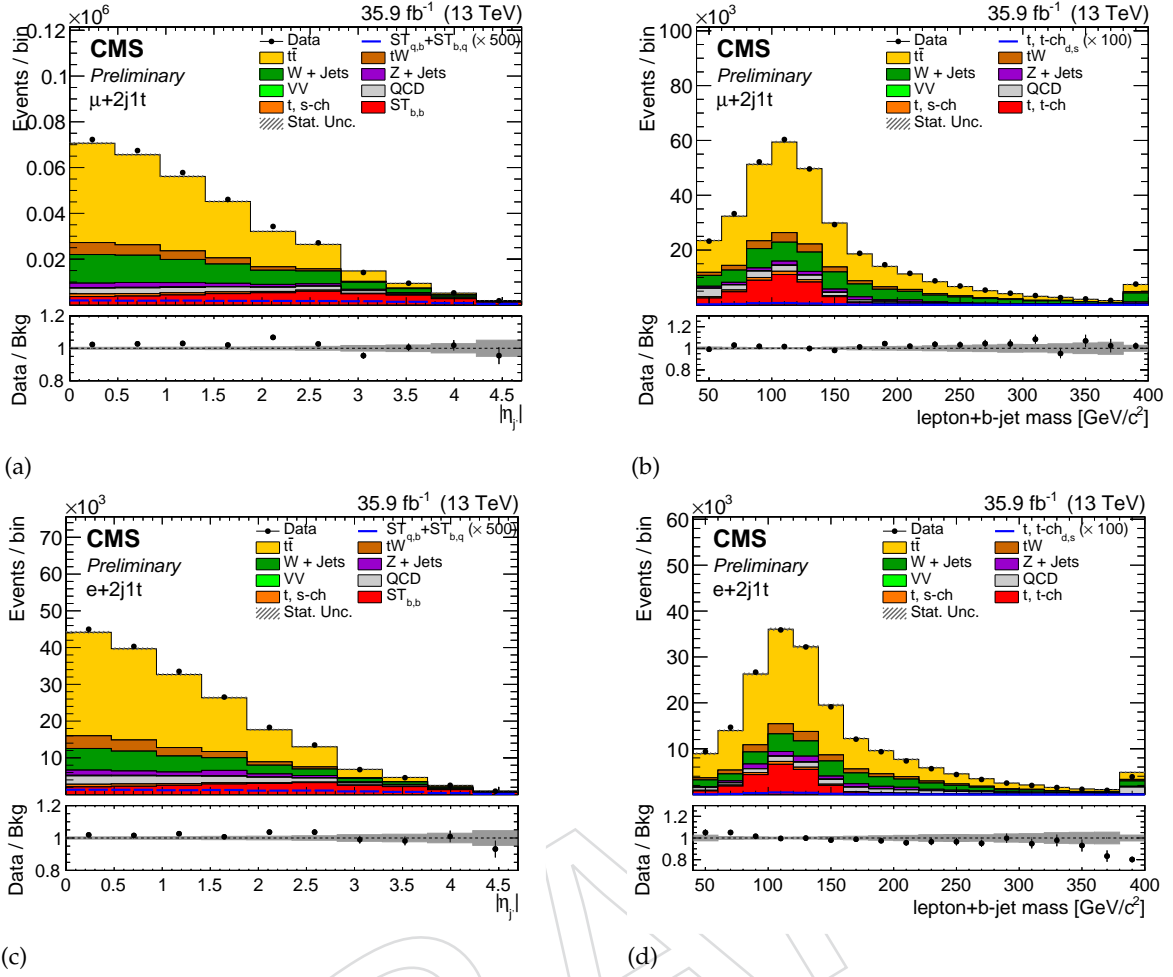 ×10⁶
35.9 fb⁻¹ (13 TeV)
Events / bin
0.12
0.1
0.08
0.06
0.04
0.02
CMS
Preliminary
μ+2j1t
Data
tt̄
W + Jets
VV
t, s-ch
Stat. Unc.
ST_q,b+ST_b,q (× 500)
tW
Z + Jets
QCD
ST_b,b
Data / Bkg
1.2
1
0.8
0 0.5 1 1.5 2 2.5 3 3.5 4 4.5
|η_j'|
(a)
×10³
35.9 fb⁻¹ (13 TeV)
Events / bin
100
80
60
40
20
CMS
Preliminary
μ+2j1t
Data
tt̄
W + Jets
VV
t, s-ch
Stat. Unc.
t, t-ch_d,s (× 100)
tW
Z + Jets
QCD
t, t-ch
Data / Bkg
1.2
1
0.8
50 100 150 200 250 300 350 400
lepton+b-jet mass [GeV/c²]
(b)
×10³
35.9 fb⁻¹ (13 TeV)
Events / bin
70
60
50
40
30
20
10
CMS
Preliminary
e+2j1t
Data
tt̄
W + Jets
VV
t, s-ch
Stat. Unc.
ST_q,b+ST_b,q (× 500)
tW
Z + Jets
QCD
ST_b,b
Data / Bkg
1.2
1
0.8
0 0.5 1 1.5 2 2.5 3 3.5 4 4.5
|η_j'|
(c)
×10³
35.9 fb⁻¹ (13 TeV)
Events / bin
60
50
40
30
20
10
CMS
Preliminary
e+2j1t
Data
tt̄
W + Jets
VV
t, s-ch
Stat. Unc.
t, t-ch_d,s (× 100)
tW
Z + Jets
QCD
t, t-ch
Data / Bkg
1.2
1
0.8
50 100 150 200 250 300 350 400
lepton+b-jet mass [GeV/c²]
(d)